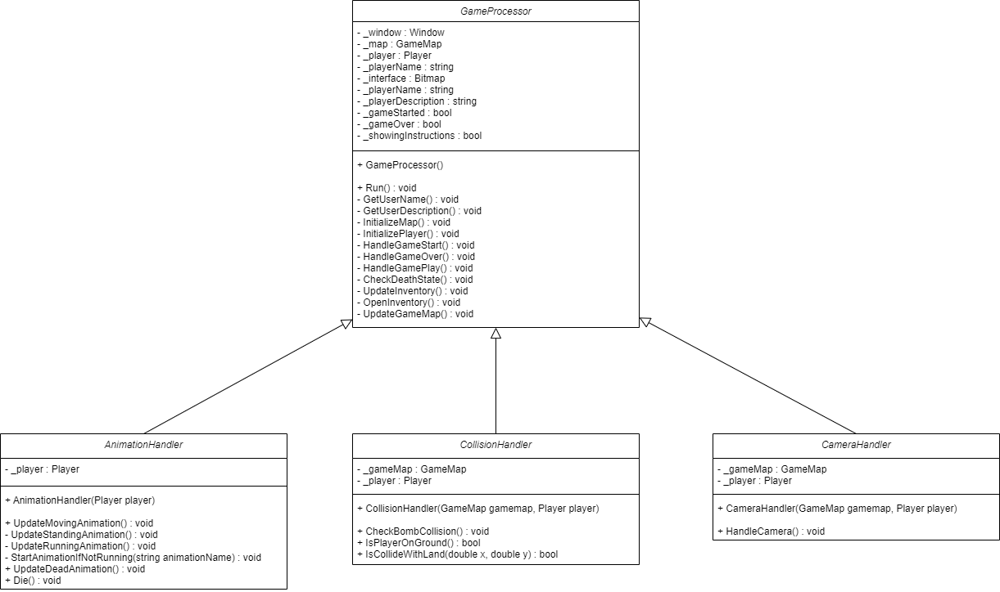 GameProcessor
- _window : Window
- _map : GameMap
- _player : Player
- _playerName : string
- _interface : Bitmap
- _playerName : string
- _playerDescription : string
- _gameStarted : bool
- _gameOver : bool
- _showingInstructions : bool
+ GameProcessor()
+ Run() : void
- GetUserName() : void
- GetUserDescription() : void
- InitializeMap() : void
- InitializePlayer() : void
- HandleGameStart() : void
- HandleGameOver() : void
- HandleGamePlay() : void
- CheckDeathState() : void
- UpdateInventory() : void
- OpenInventory() : void
- UpdateGameMap() : void
AnimationHandler
- _player : Player
+ AnimationHandler(Player player)
+ UpdateMovingAnimation() : void
- UpdateStandingAnimation() : void
- UpdateRunningAnimation() : void
- StartAnimationIfNotRunning(string animationName) : void
+ UpdateDeadAnimation() : void
+ Die() : void
CollisionHandler
- _gameMap : GameMap
- _player : Player
+ CollisionHandler(GameMap gamemap, Player player)
+ CheckBombCollision() : void
+ IsPlayerOnGround() : bool
+ IsCollideWithLand(double x, double y) : bool
CameraHandler
- _gameMap : GameMap
- _player : Player
+ CameraHandler(GameMap gamemap, Player player)
+ HandleCamera() : void